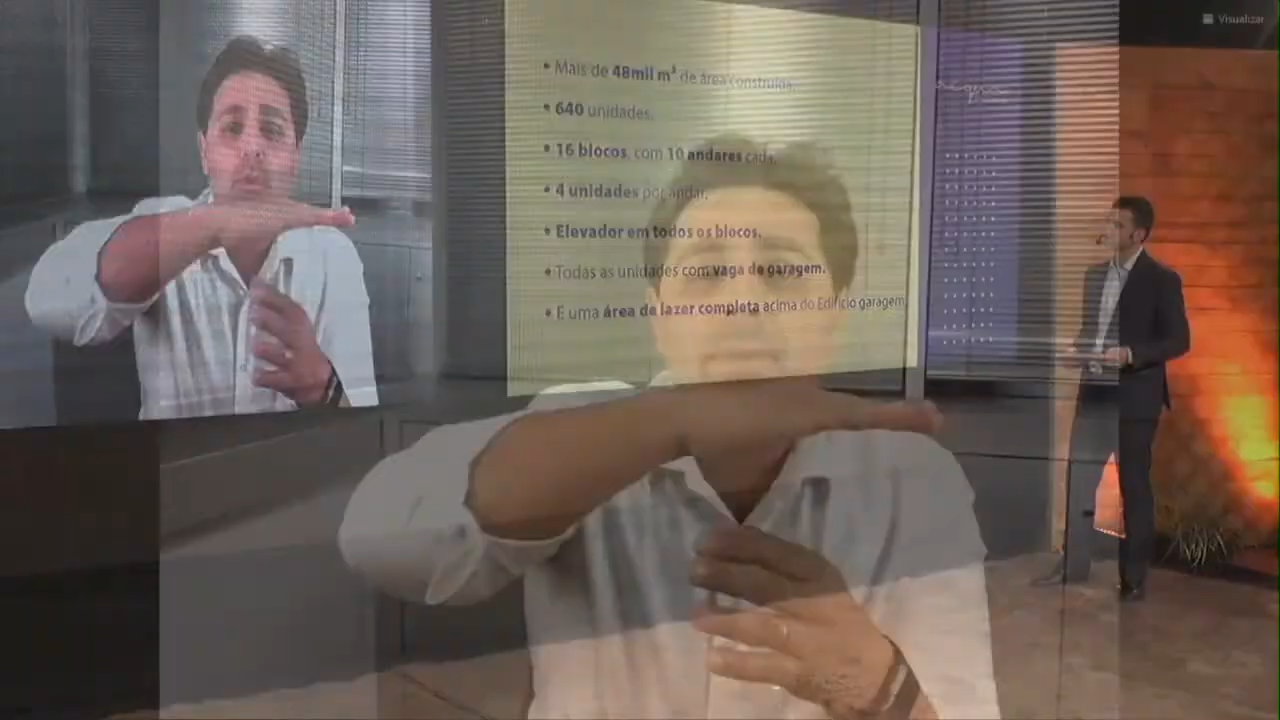 Visualizar
• Mais de 48mil m² de área construída.
• 640 unidades.
• 16 blocos, com 10 andares cada.
• 4 unidades por andar.
• Elevador em todos os blocos.
• Todas as unidades com vaga de garagem.
• E uma área de lazer completa acima do Edifício garagem.